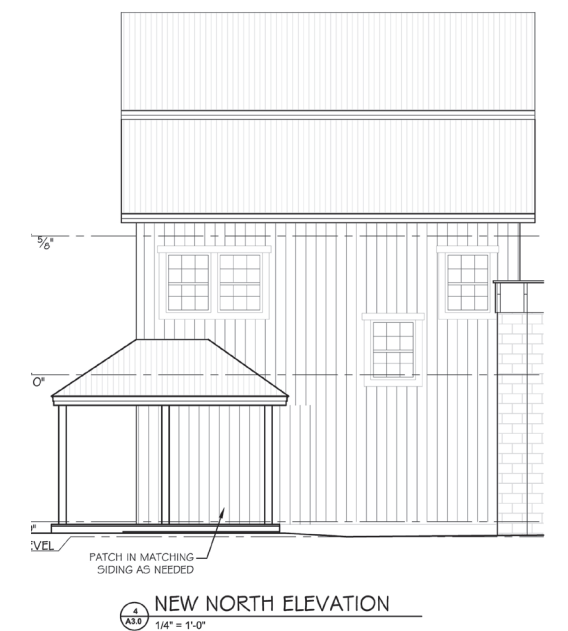 5/8"
0"
PATCH IN MATCHING
SIDING AS NEEDED
NEW NORTH ELEVATION
4
A3.0
1/4" = 1'-0"